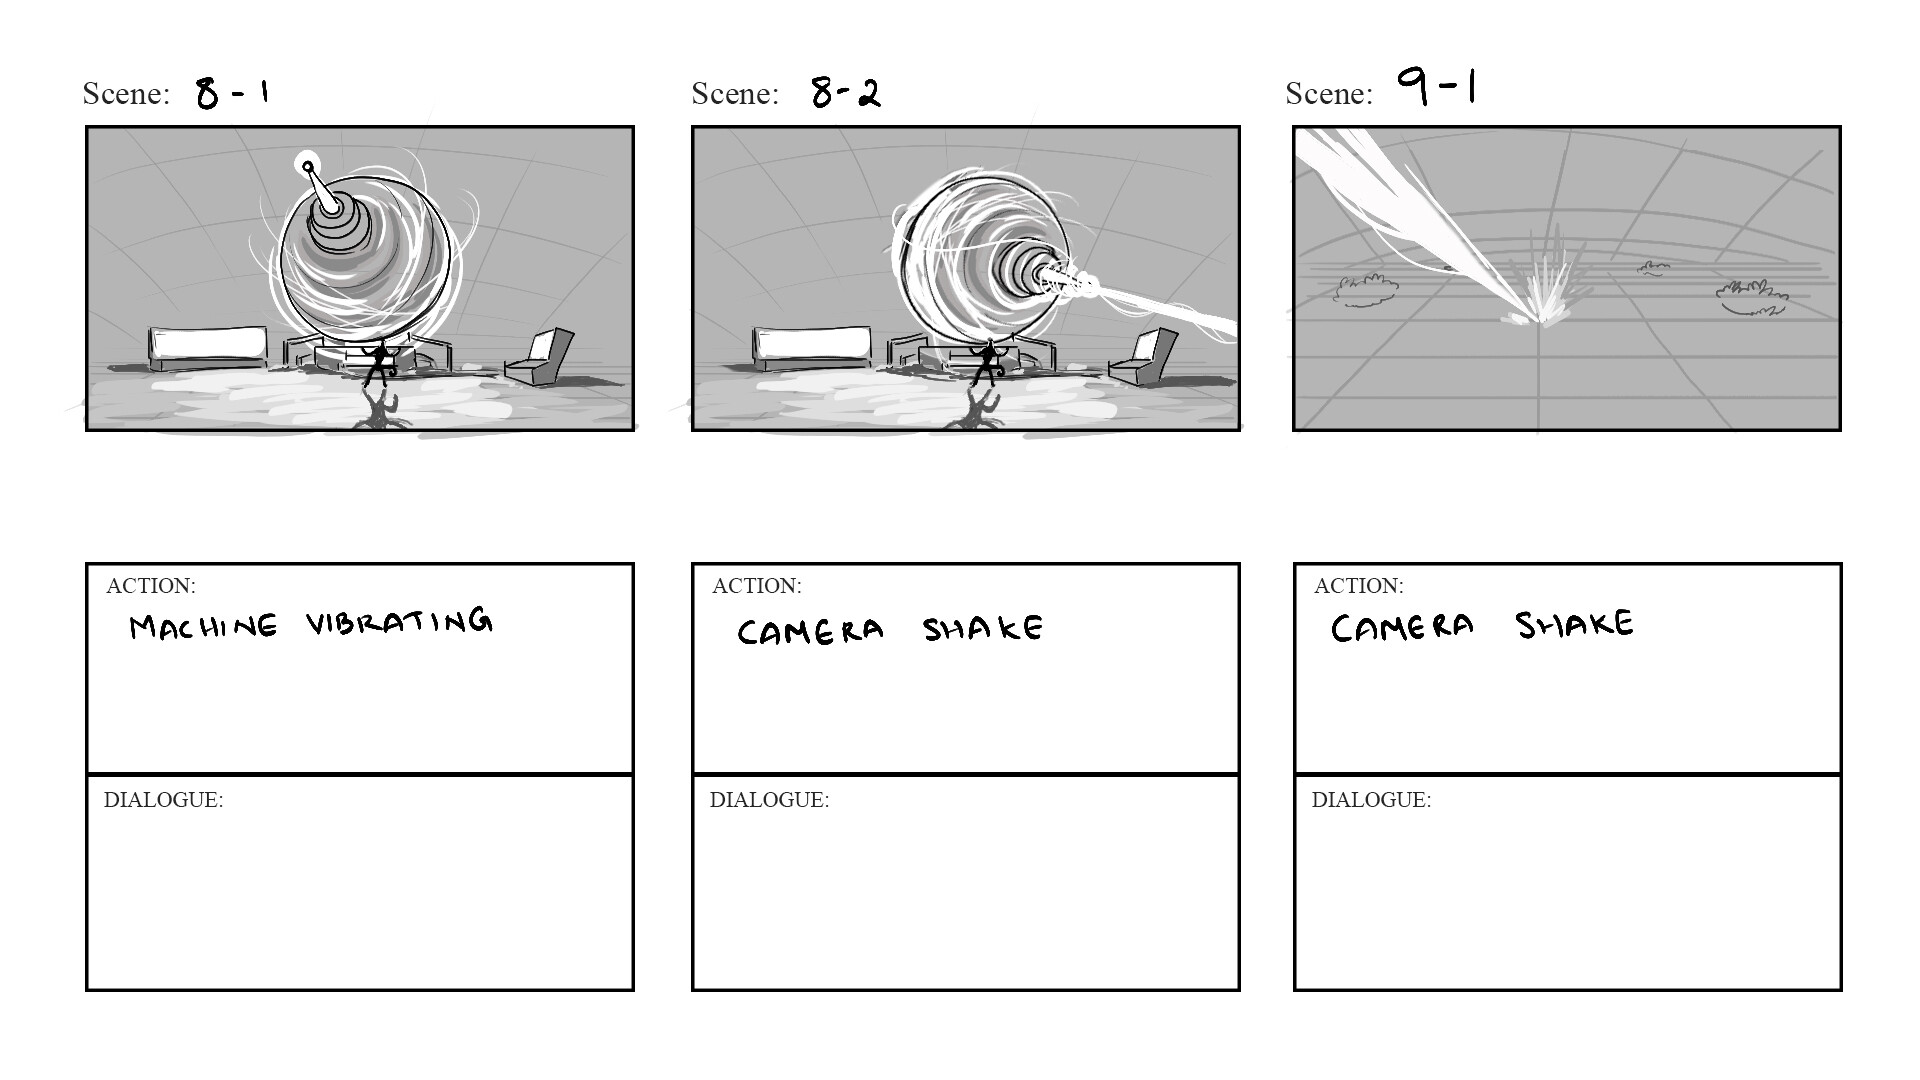 Scene: 8-1
Scene: 8-2
Scene: 9-1
ACTION:
MACHINE VIBRATING
ACTION:
CAMERA SHAKE
ACTION:
CAMERA SHAKE
DIALOGUE:
DIALOGUE:
DIALOGUE: